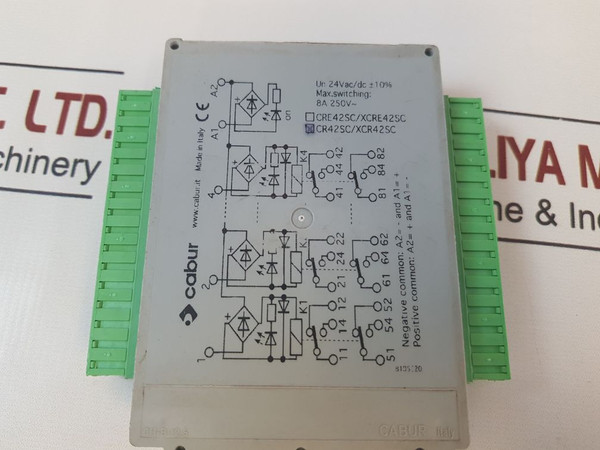 Un 24Vac/dc ±10%
Max.switching:
8A 250V~
CRE42SC/XCRE42SC
CR42SC/XCR42SC
A2
A1
4
2
1
K4
K1
42
44
41
82
84
81
22
24
21
62
64
61
12
14
11
52
54
51
cabur
www.cabur.it Made in Italy CE
Negative common: A2= - and A1= +
Positive common: A2= + and A1= -
CABUR
LTD.
chinery
LIYA M
ne & Ind